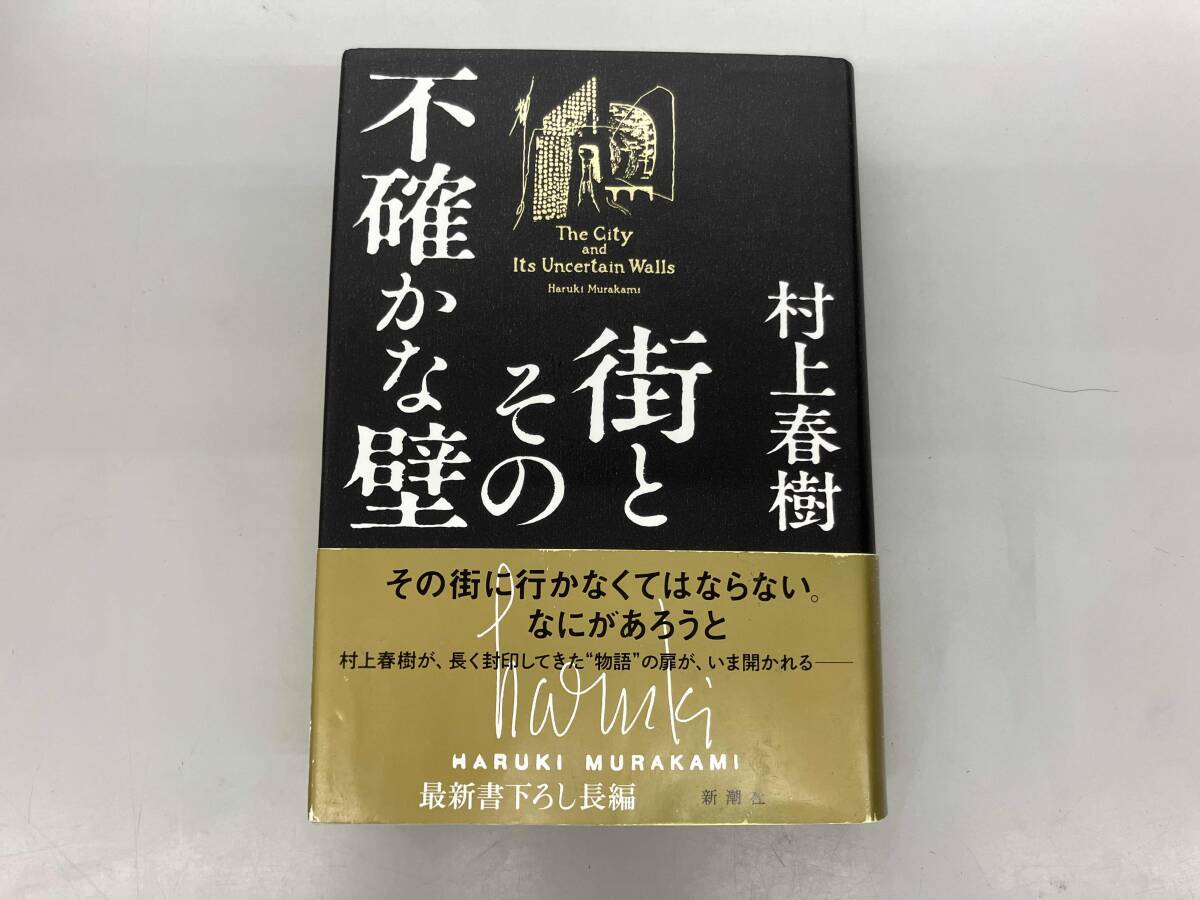 村上春樹
街と
その
不確かな壁
The City
and
Its Uncertain Walls
Haruki Murakami
その街に行かなくてはならない。
なにがあろうと
村上春樹が、長く封印してきた“物語”の扉が、いま開かれる――
haruki
HARUKI MURAKAMI
最新書下ろし長編
新潮社